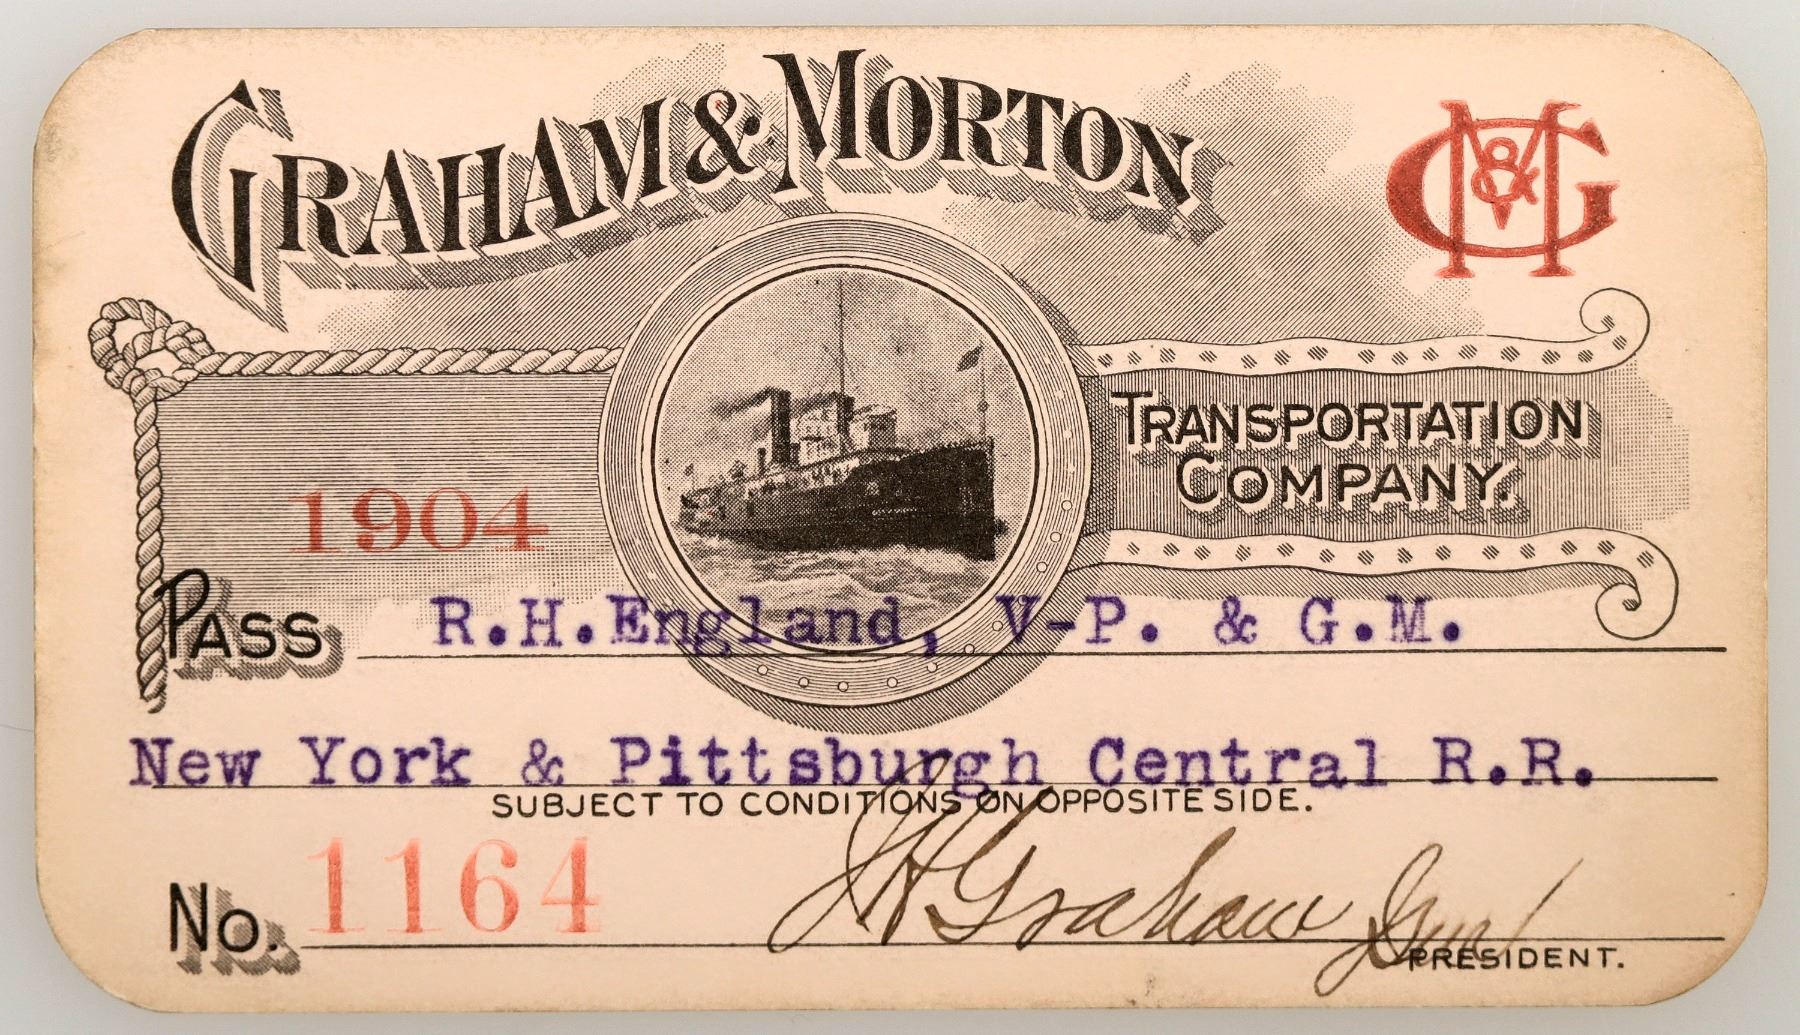 GRAHAM & MORTON
G&M
TRANSPORTATION
COMPANY.
1904
PASS R.H.England, V-P. & G.M.
New York & Pittsburgh Central R.R.
SUBJECT TO CONDITIONS ON OPPOSITE SIDE.
No. 1164 J H Graham
PRESIDENT.